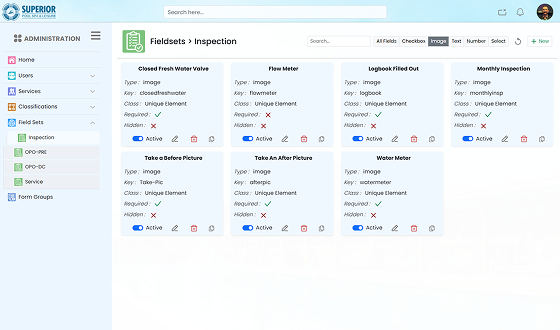 SUPERIOR
POOL, SPA & LEISURE
Search here...
ADMINISTRATION
Home
Users
Services
Classifications
Field Sets
Inspection
OPO-PRE
OPO-DC
Service
Form Groups
Fieldsets > Inspection
Search...
All Fields Checkbox Image Text Number Select + New
Closed Fresh Water Valve
Type : image
Key : closedfreshwater
Class : Unique Element
Required :
Hidden :
Active
Flow Meter
Type : image
Key : flowmeter
Class : Unique Element
Required :
Hidden :
Active
Logbook Filled Out
Type : image
Key : logbook
Class : Unique Element
Required :
Hidden :
Active
Monthly Inspection
Type : image
Key : monthlyinsp
Class : Unique Element
Required :
Hidden :
Active
Take a Before Picture
Type : image
Key : Take-Pic
Class : Unique Element
Required :
Hidden :
Active
Take An After Picture
Type : image
Key : afterpic
Class : Unique Element
Required :
Hidden :
Active
Water Meter
Type : image
Key : watermeter
Class : Unique Element
Required :
Hidden :
Active